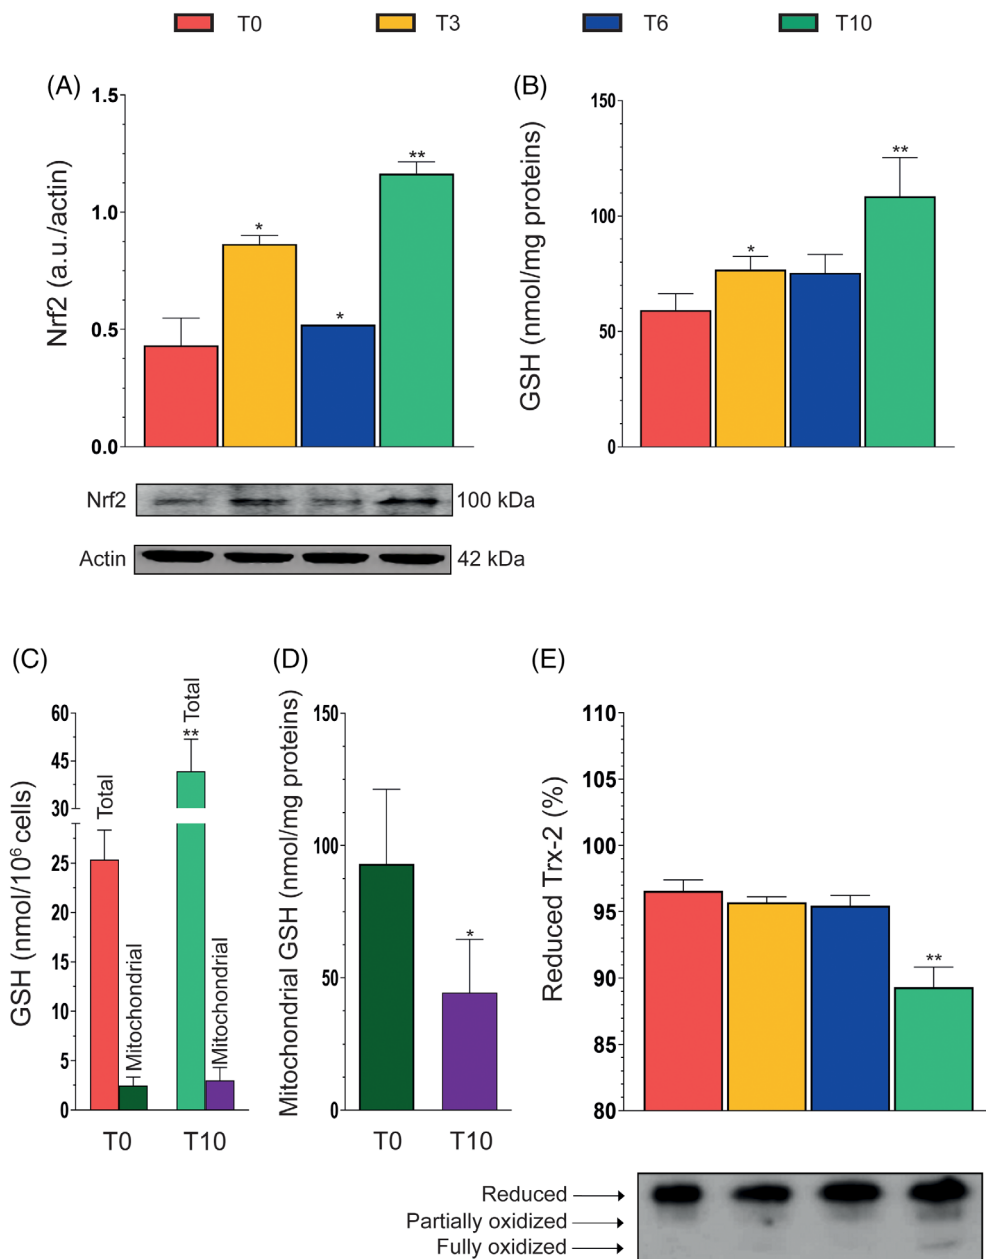 T0 T3 T6 T10
(A)
Nrf2 (a.u./actin)
1.5
1.0
0.5
0.0
*
*
**
Nrf2 100 kDa
Actin 42 kDa
(B)
GSH (nmol/mg proteins)
150
100
50
0
*
**
(C)
GSH (nmol/10⁶ cells)
60
45
30
25
20
15
10
5
0
Total
Mitochondrial
** Total
Mitochondrial
T0 T10
(D)
Mitochondrial GSH (nmol/mg proteins)
150
100
50
0
*
T0 T10
(E)
Reduced Trx-2 (%)
110
105
100
95
90
85
80
**
Reduced
Partially oxidized
Fully oxidized